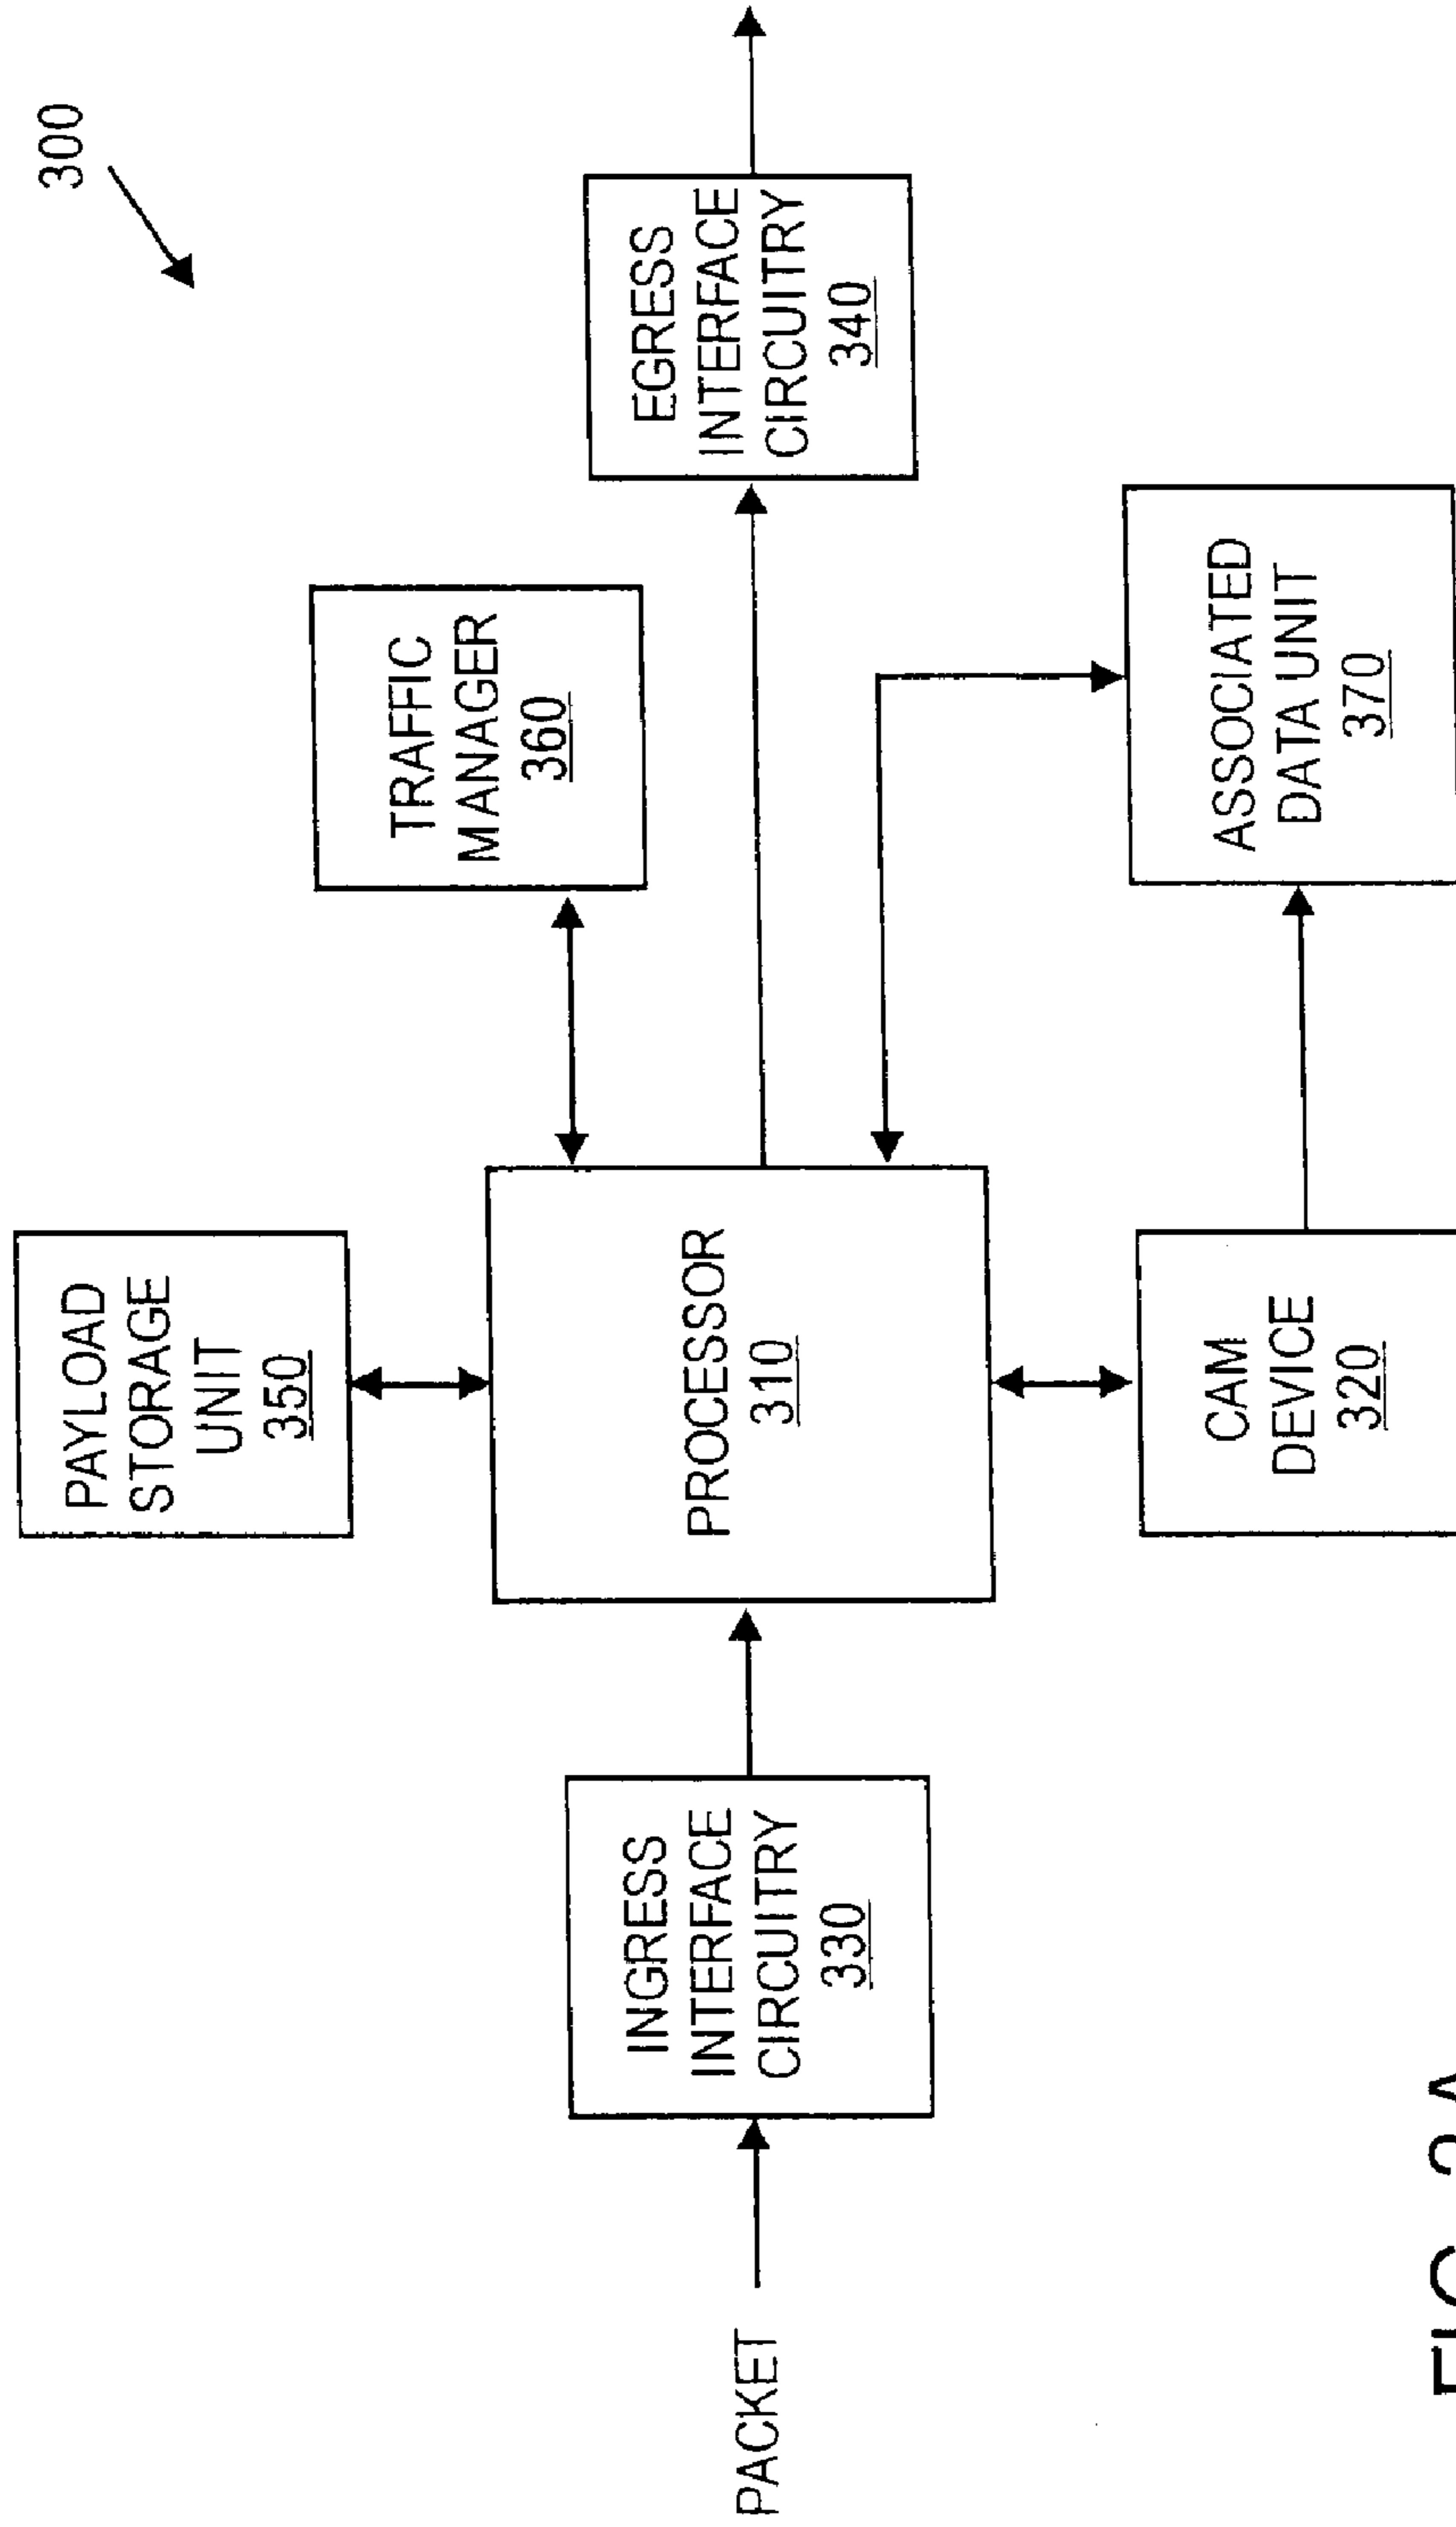 300
PAYLOAD
STORAGE
UNIT
350
TRAFFIC
MANAGER
360
PACKET
INGRESS
INTERFACE
CIRCUITRY
330
PROCESSOR
310
EGRESS
INTERFACE
CIRCUITRY
340
CAM
DEVICE
320
ASSOCIATED
DATA UNIT
370
FIG